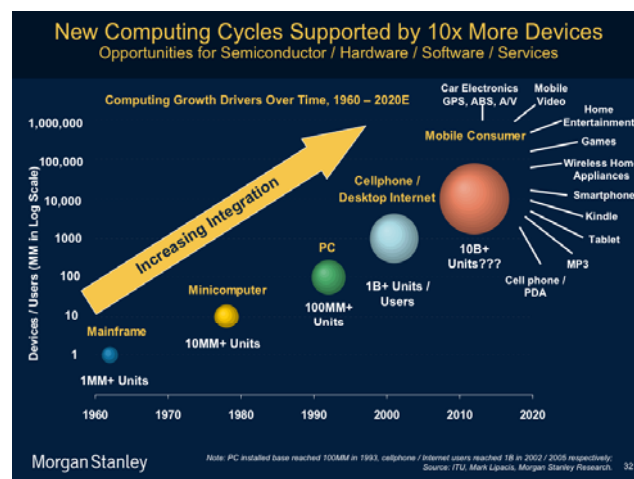 New Computing Cycles Supported by 10x More Devices
Opportunities for Semiconductor / Hardware / Software / Services
Computing Growth Drivers Over Time, 1960 – 2020E
Car Electronics
GPS, ABS, A/V
Mobile
Video
Home
Entertainment
Games
Wireless Home
Appliances
Smartphone
Kindle
Tablet
MP3
Cell phone /
PDA
Mobile Consumer
10B+
Units???
Cellphone /
Desktop Internet
1B+ Units /
Users
PC
100MM+
Units
Minicomputer
10MM+ Units
Mainframe
1MM+ Units
Increasing Integration
Devices / Users (MM in Log Scale)
1,000,000
100,000
10,000
1000
100
10
1
1960
1970
1980
1990
2000
2010
2020
Morgan Stanley
Note: PC installed base reached 100MM in 1993, cellphone / Internet users reached 1B in 2002 / 2005 respectively;
Source: ITU, Mark Lipacis, Morgan Stanley Research.
32